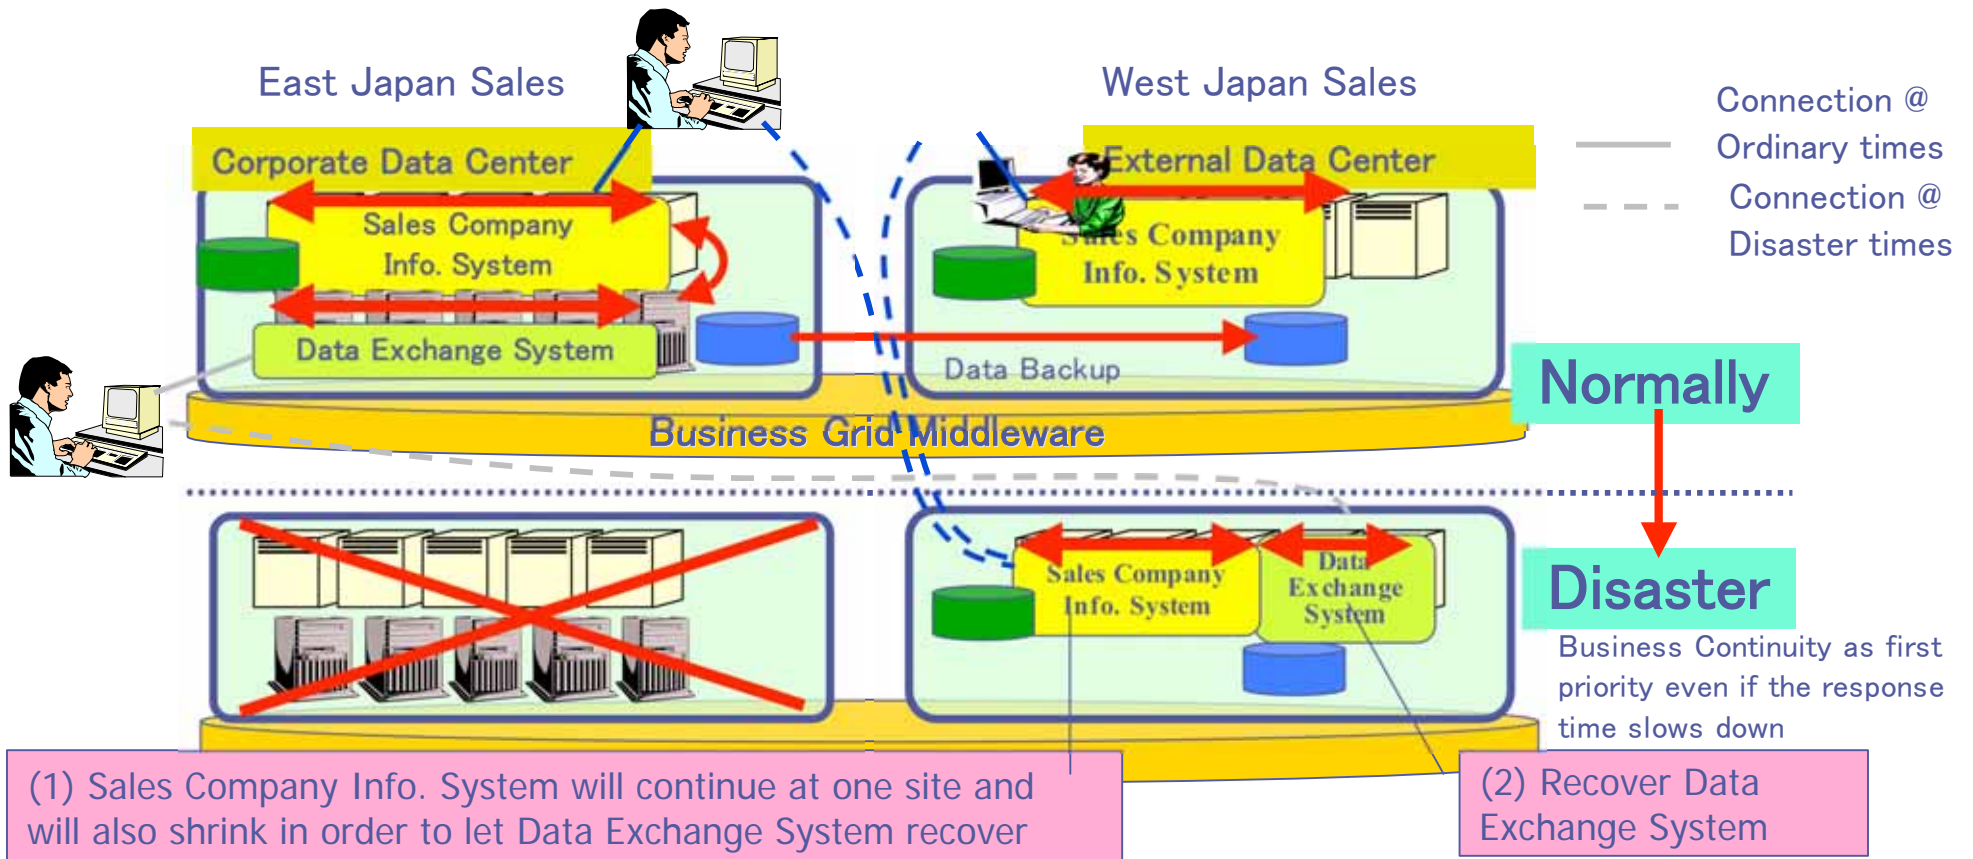 East Japan Sales
West Japan Sales
Connection @
Ordinary times
Connection @
Disaster times
Corporate Data Center
External Data Center
Sales Company
Info. System
Sales Company
Info. System
Data Exchange System
Data Backup
Business Grid Middleware
Normally
Disaster
Business Continuity as first
priority even if the response
time slows down
Sales Company
Info. System
Data
Exchange
System
(1) Sales Company Info. System will continue at one site and
will also shrink in order to let Data Exchange System recover
(2) Recover Data
Exchange System